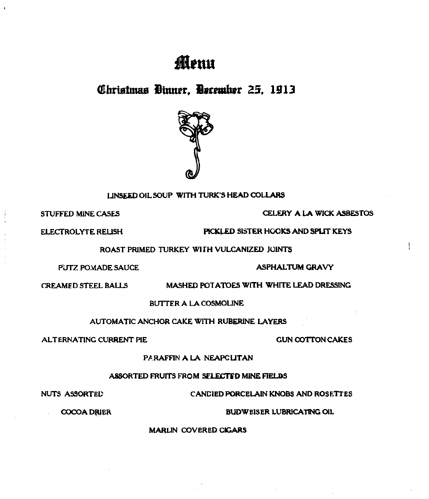 Menu
Christmas Dinner, December 25, 1913
LINSEED OIL SOUP WITH TURK'S HEAD COLLARS
STUFFED MINE CASES CELERY A LA WICK ASBESTOS
ELECTROLYTE RELISH PICKLED SISTER HOOKS AND SPLIT KEYS
ROAST PRIMED TURKEY WITH VULCANIZED JOINTS
PUTZ POMADE SAUCE ASPHALTUM GRAVY
CREAMED STEEL BALLS MASHED POTATOES WITH WHITE LEAD DRESSING
BUTTER A LA COSMOLINE
AUTOMATIC ANCHOR CAKE WITH RUBERINE LAYERS
ALTERNATING CURRENT PIE GUN COTTON CAKES
PARAFFIN A LA NEAPOLITAN
ASSORTED FRUITS FROM SELECTED MINE FIELDS
NUTS ASSORTED CANDIED PORCELAIN KNOBS AND ROSETTES
COCOA DRIER BUDWEISER LUBRICATING OIL
MARLIN COVERED CIGARS